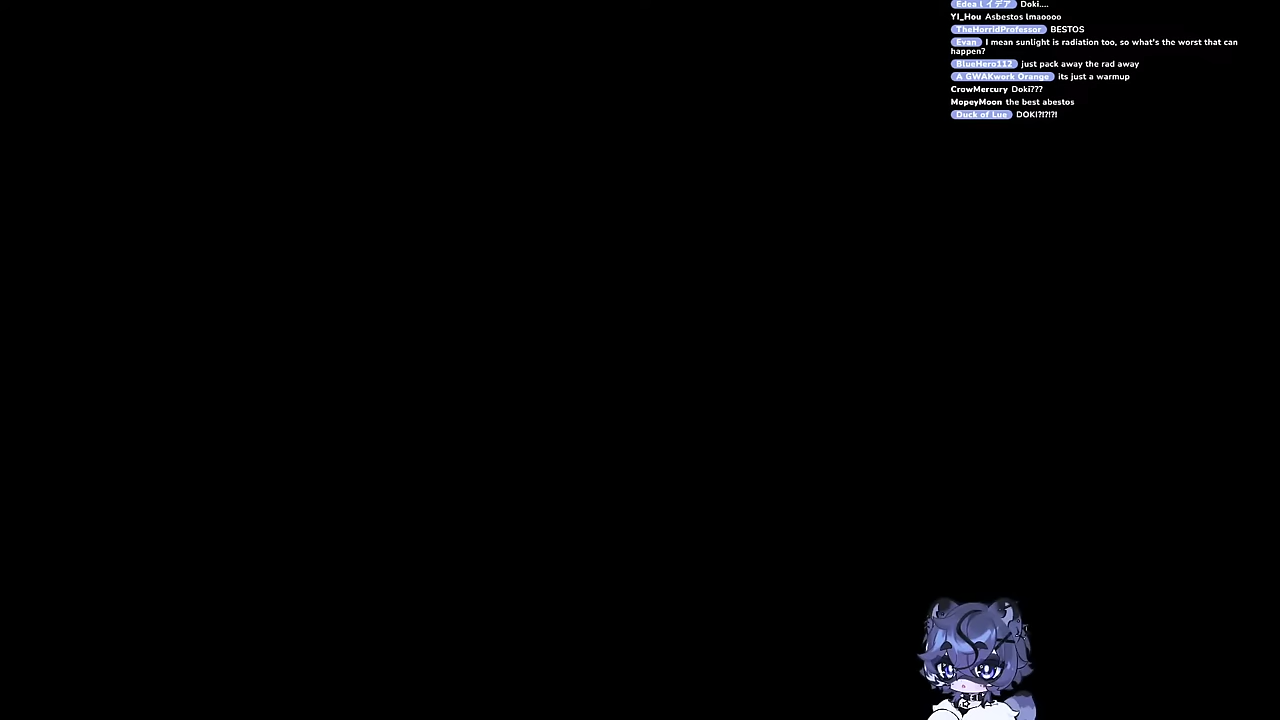 Edea l イデア Doki....
YI_Hou Asbestos lmaoooo
TheHorridProfessor BESTOS
Evan I mean sunlight is radiation too, so what's the worst that can
happen?
BlueHero112 just pack away the rad away
A GWAKwork Orange its just a warmup
CrowMercury Doki???
MopeyMoon the best abestos
Duck of Lue DOKI?!?!?!